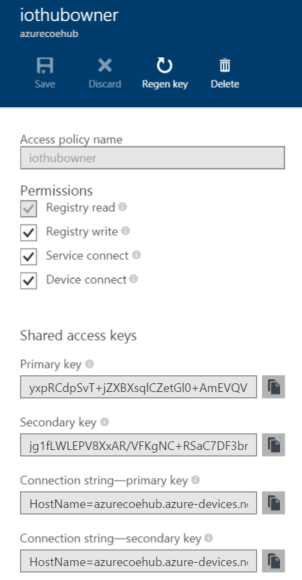 iothubowner
azurecoehub
Save Discard Regen key Delete
Access policy name
iothubowner
Permissions
Registry read
Registry write
Service connect
Device connect
Shared access keys
Primary key
yxpRCdpSvT+jZXBXsqlCZetGl0+AmEVQV
Secondary key
jg1fLWLEPV8XxAR/VFKgNC+RSaC7DF3br
Connection string—primary key
HostName=azurecoehub.azure-devices.n
Connection string—secondary key
HostName=azurecoehub.azure-devices.n